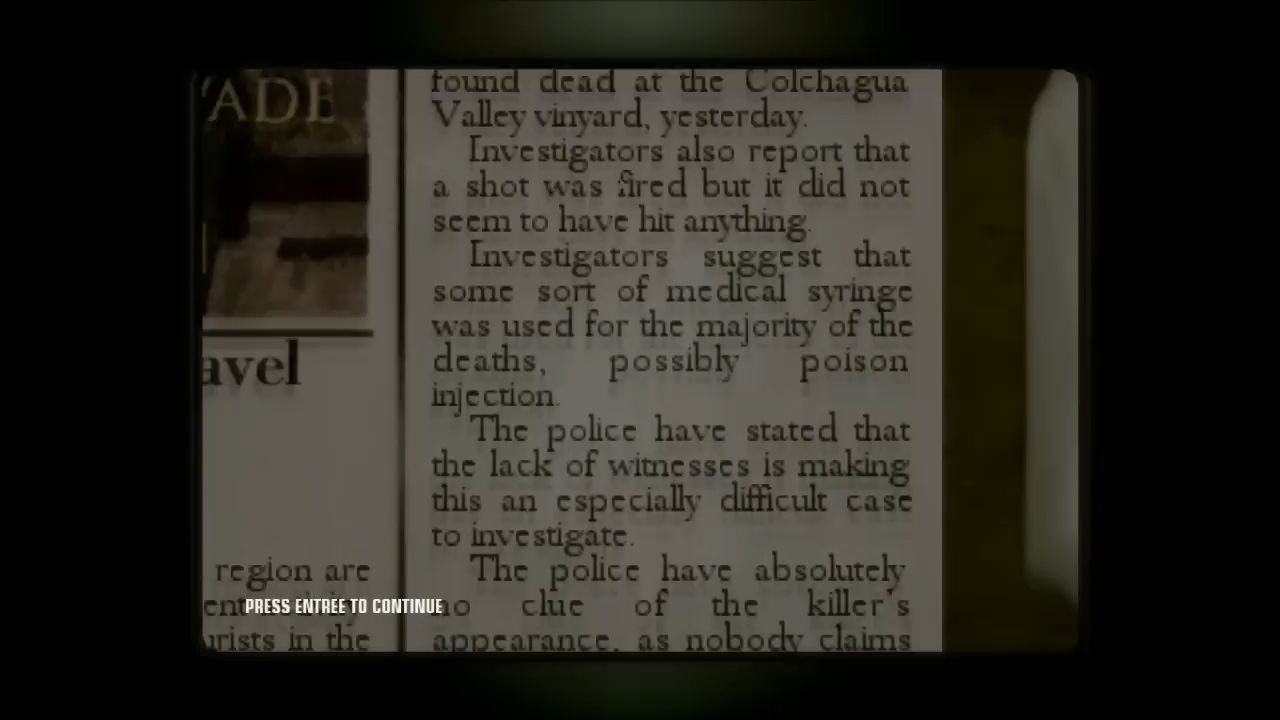 ADE
avel
region are
urists in the
found dead at the Colchagua
Valley vinyard, yesterday.
Investigators also report that
a shot was fired but it did not
seem to have hit anything.
Investigators suggest that
some sort of medical syringe
was used for the majority of the
deaths, possibly poison
injection.
The police have stated that
the lack of witnesses is making
this an especially difficult case
to investigate.
The police have absolutely
no clue of the killer's
appearance, as nobody claims
PRESS ENTREE TO CONTINUE